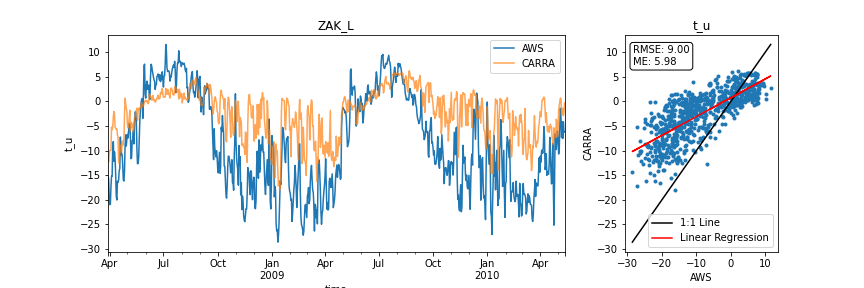 ZAK_L
t_u
10
5
0
−5
−10
−15
−20
−25
−30
Apr
Jul
Oct
Jan
2009
Apr
Jul
Oct
Jan
2010
Apr
time
AWS
CARRA
t_u
RMSE: 9.00
ME: 5.98
CARRA
10
5
0
−5
−10
−15
−20
−25
−30
−30
−20
−10
0
10
AWS
1:1 Line
Linear Regression